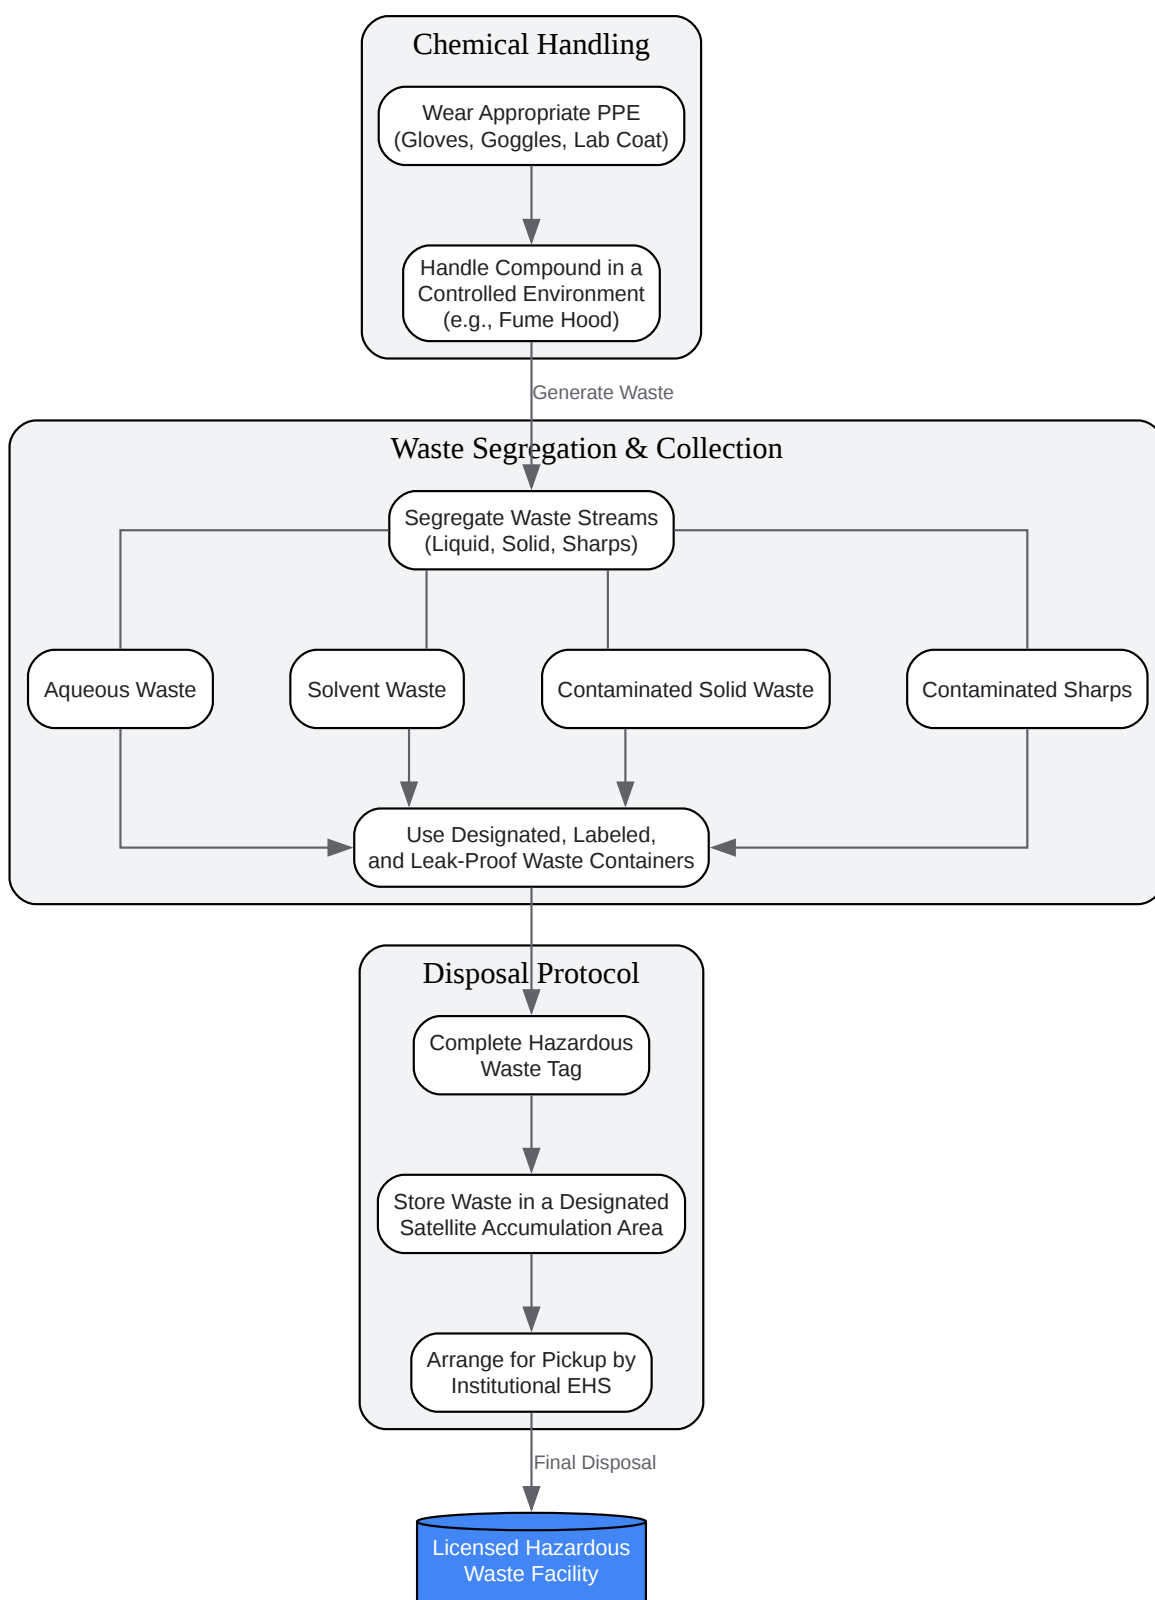 Chemical Handling
Wear Appropriate PPE
(Gloves, Goggles, Lab Coat)
Handle Compound in a
Controlled Environment
(e.g., Fume Hood)
Generate Waste
Waste Segregation & Collection
Segregate Waste Streams
(Liquid, Solid, Sharps)
Aqueous Waste
Solvent Waste
Contaminated Solid Waste
Contaminated Sharps
Use Designated, Labeled,
and Leak-Proof Waste Containers
Disposal Protocol
Complete Hazardous
Waste Tag
Store Waste in a Designated
Satellite Accumulation Area
Arrange for Pickup by
Institutional EHS
Final Disposal
Licensed Hazardous
Waste Facility